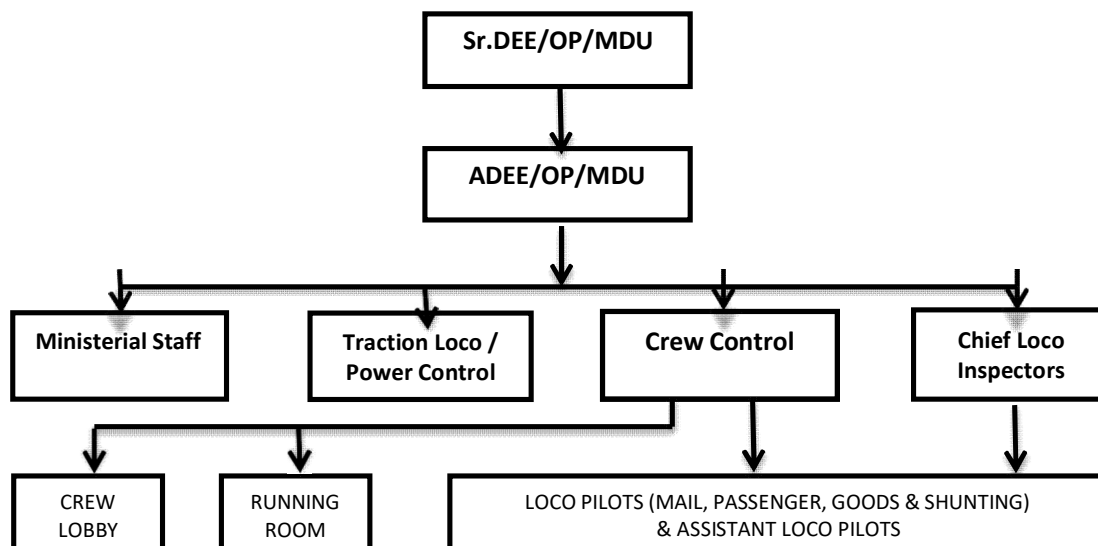 Sr.DEE/OP/MDU
ADEE/OP/MDU
Ministerial Staff
Traction Loco /
Power Control
Crew Control
Chief Loco
Inspectors
CREW
LOBBY
RUNNING
ROOM
LOCO PILOTS (MAIL, PASSENGER, GOODS & SHUNTING)
& ASSISTANT LOCO PILOTS